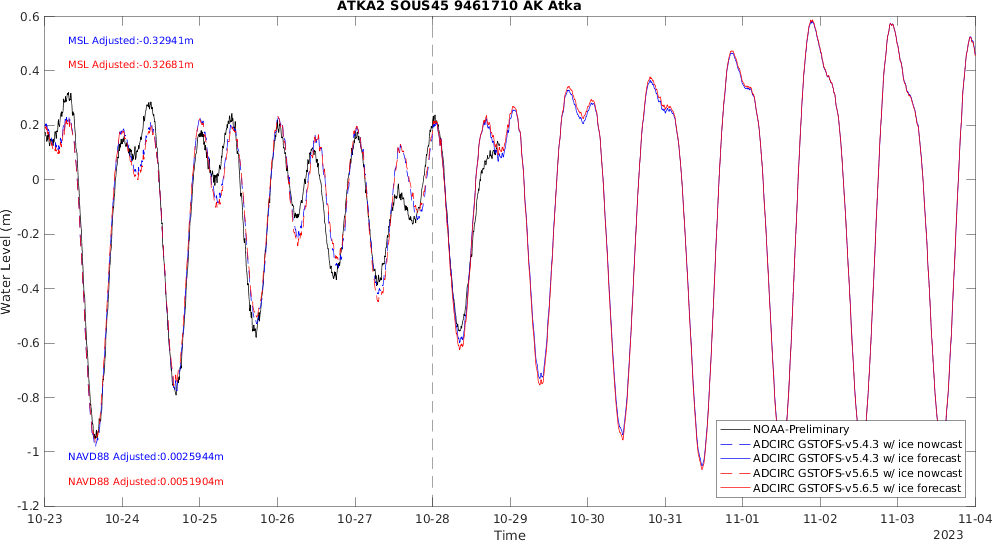 ATKA2 SOUS45 9461710 AK Atka
MSL Adjusted:-0.32941m
MSL Adjusted:-0.32681m
NAVD88 Adjusted:0.0025944m
NAVD88 Adjusted:0.0051904m
Water Level (m)
0.6
0.4
0.2
0
-0.2
-0.4
-0.6
-0.8
-1
-1.2
NOAA-Preliminary
ADCIRC GSTOFS-v5.4.3 w/ ice nowcast
ADCIRC GSTOFS-v5.4.3 w/ ice forecast
ADCIRC GSTOFS-v5.6.5 w/ ice nowcast
ADCIRC GSTOFS-v5.6.5 w/ ice forecast
10-23 10-24 10-25 10-26 10-27 10-28 10-29 10-30 10-31 11-01 11-02 11-03 11-04
Time
2023